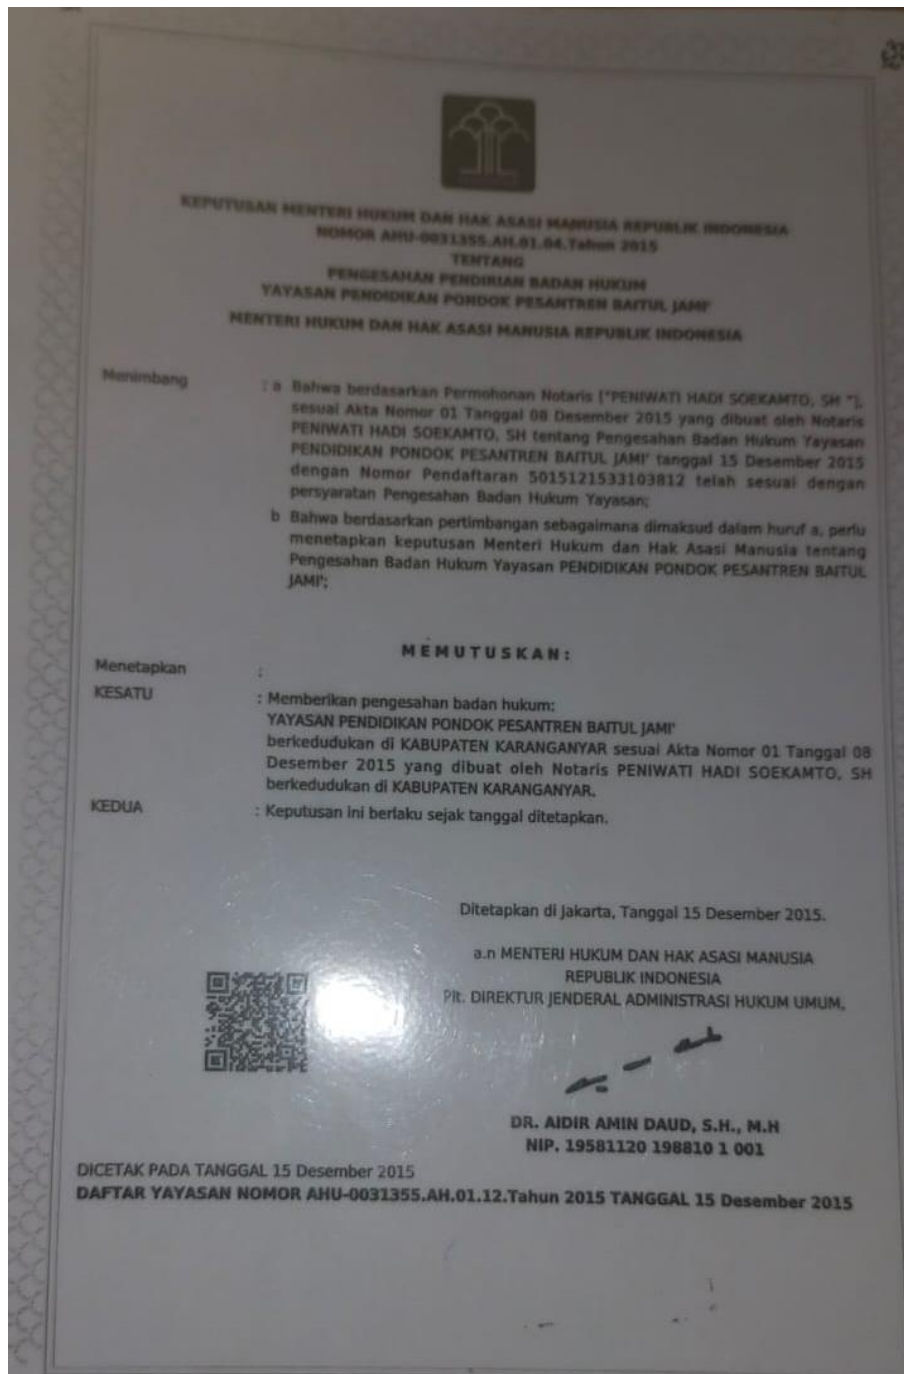 KEPUTUSAN MENTERI HUKUM DAN HAK ASASI MANUSIA REPUBLIK INDONESIA
NOMOR AHU-0031355.AH.01.04.Tahun 2015
TENTANG
PENGESAHAN PENDIRIAN BADAN HUKUM
YAYASAN PENDIDIKAN PONDOK PESANTREN BAITUL JAMI'
MENTERI HUKUM DAN HAK ASASI MANUSIA REPUBLIK INDONESIA
Menimbang : a Bahwa berdasarkan Permohonan Notaris ["PENIWATI HADI SOEKAMTO, SH "],
sesuai Akta Nomor 01 Tanggal 08 Desember 2015 yang dibuat oleh Notaris
PENIWATI HADI SOEKAMTO, SH tentang Pengesahan Badan Hukum Yayasan
PENDIDIKAN PONDOK PESANTREN BAITUL JAMI' tanggal 15 Desember 2015
dengan Nomor Pendaftaran 5015121533103812 telah sesuai dengan
persyaratan Pengesahan Badan Hukum Yayasan;
b Bahwa berdasarkan pertimbangan sebagaimana dimaksud dalam huruf a, perlu
menetapkan keputusan Menteri Hukum dan Hak Asasi Manusia tentang
Pengesahan Badan Hukum Yayasan PENDIDIKAN PONDOK PESANTREN BAITUL
JAMI';
MEMUTUSKAN:
Menetapkan :
KESATU : Memberikan pengesahan badan hukum:
YAYASAN PENDIDIKAN PONDOK PESANTREN BAITUL JAMI'
berkedudukan di KABUPATEN KARANGANYAR sesuai Akta Nomor 01 Tanggal 08
Desember 2015 yang dibuat oleh Notaris PENIWATI HADI SOEKAMTO, SH
berkedudukan di KABUPATEN KARANGANYAR.
KEDUA : Keputusan ini berlaku sejak tanggal ditetapkan.
Ditetapkan di Jakarta, Tanggal 15 Desember 2015.
a.n MENTERI HUKUM DAN HAK ASASI MANUSIA
REPUBLIK INDONESIA
Plt. DIREKTUR JENDERAL ADMINISTRASI HUKUM UMUM,
DR. AIDIR AMIN DAUD, S.H., M.H
NIP. 19581120 198810 1 001
DICETAK PADA TANGGAL 15 Desember 2015
DAFTAR YAYASAN NOMOR AHU-0031355.AH.01.12.Tahun 2015 TANGGAL 15 Desember 2015